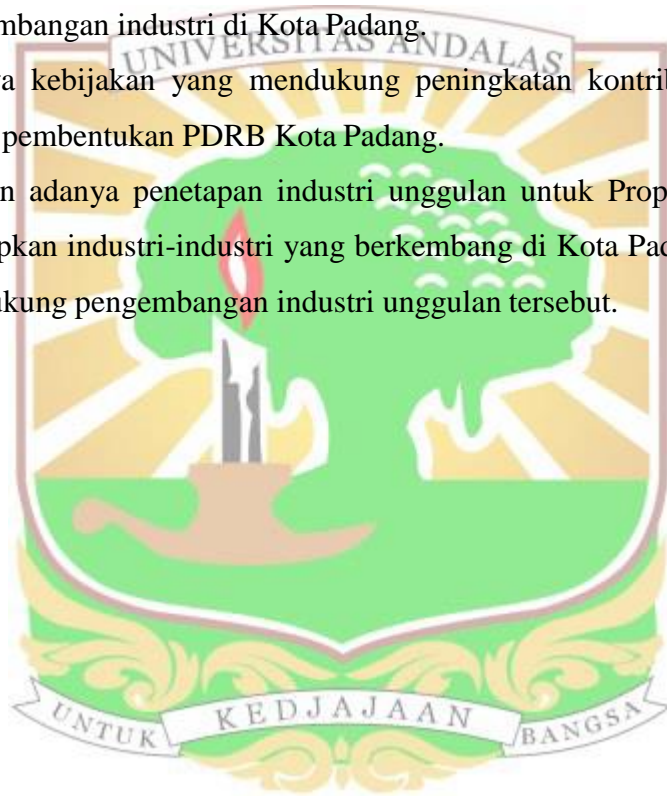 mbangan industri di Kota Padang.
UNIVERSITAS ANDALAS
va kebijakan yang mendukung peningkatan kontrib
pembentukan PDRB Kota Padang.
n adanya penetapan industri unggulan untuk Prop
pkan industri-industri yang berkembang di Kota Pad
ukung pengembangan industri unggulan tersebut.
UNTUK KEDJAJAAN BANGSA